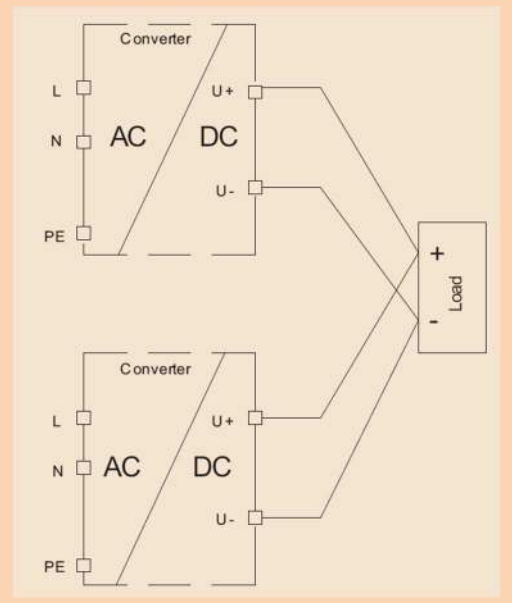 Converter
L
U+
N
AC
DC
U-
PE
+
Load
-
Converter
L
U+
N
AC
DC
U-
PE